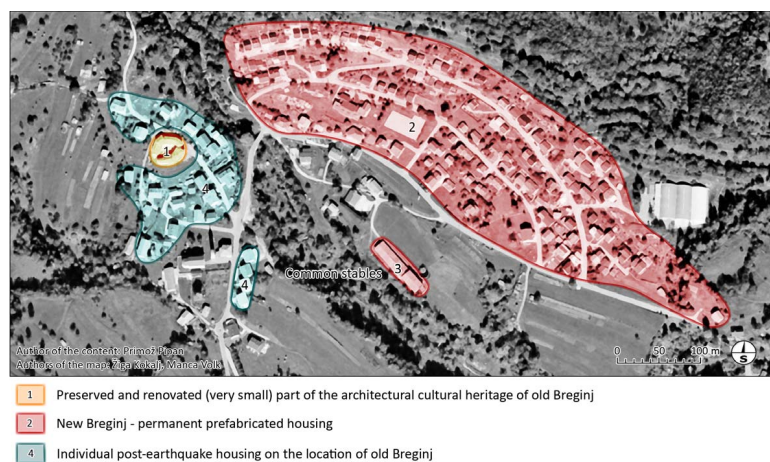 1
2
4
3
Common stables
4
Author of the content: Primož Pipan
Authors of the map: Žiga Kokalj, Manca Volk
0 50 100 m
S
1 Preserved and renovated (very small) part of the architectural cultural heritage of old Breginj
2 New Breginj - permanent prefabricated housing
4 Individual post-earthquake housing on the location of old Breginj